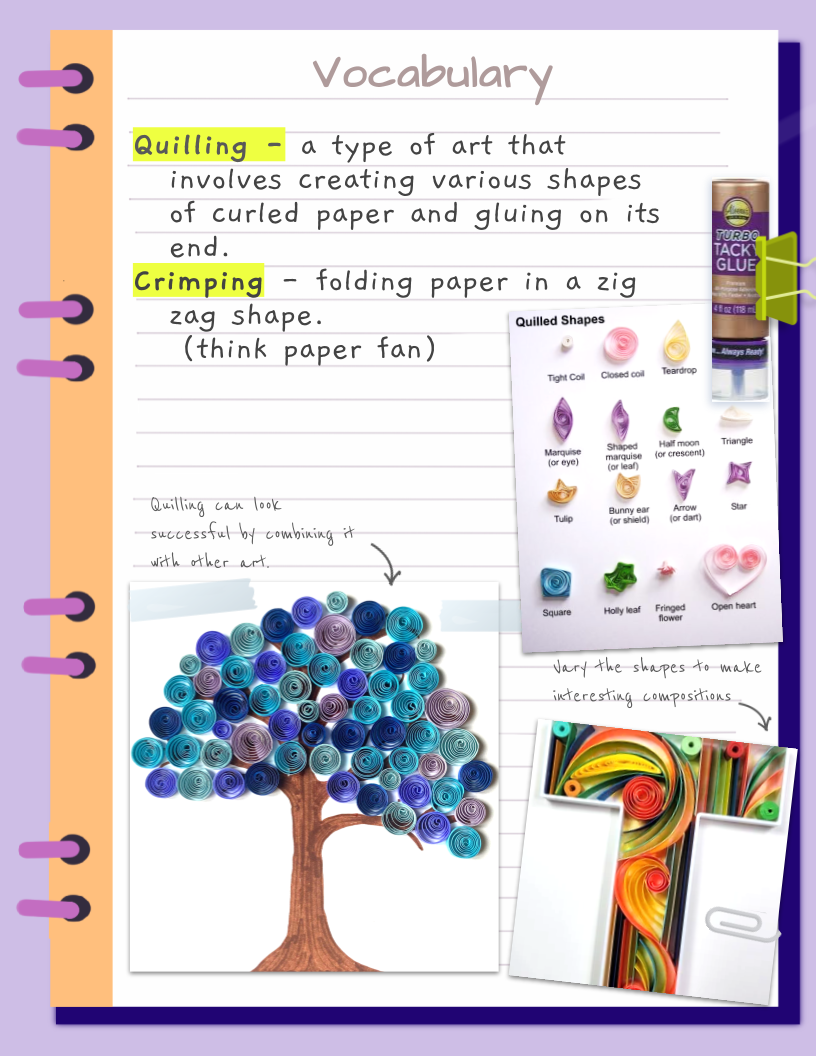 Vocabulary
Quilling - a type of art that
involves creating various shapes
of curled paper and gluing on its
end.
Crimping - folding paper in a zig
zag shape.
(think paper fan)
Aleene's
TURBO
TACKY
GLUE
Premium
4 fl oz (118 mL
...Always Ready!
Quilled Shapes
Tight Coil
Closed coil
Teardrop
Marquise
(or eye)
Shaped
marquise
(or leaf)
Half moon
(or crescent)
Triangle
Tulip
Bunny ear
(or shield)
Arrow
(or dart)
Star
Square
Holly leaf
Fringed
flower
Open heart
Quilling can look
successful by combining it
with other art.
Vary the shapes to make
interesting compositions